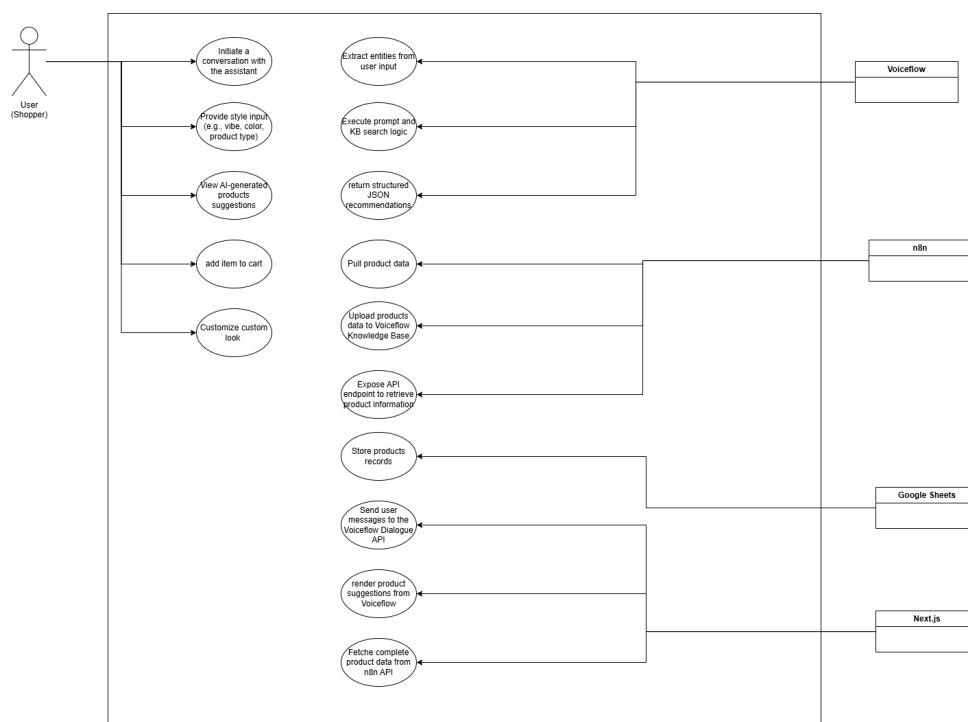 User
(Shopper)
Initiate a
conversation with
the assistant
Provide style input
(e.g., vibe, color,
product type)
View AI-generated
products
suggestions
add item to cart
Customize custom
look
Extract entities from
user input
Execute prompt and
KB search logic
return structured
JSON
recommendations
Pull product data
Upload products
data to Voiceflow
Knowledge Base
Expose API
endpoint to retrieve
product information
Store products
records
Send user
messages to the
Voiceflow Dialogue
API
render product
suggestions from
Voiceflow
Fetche complete
product data from
n8n API
Voiceflow
n8n
Google Sheets
Next.js